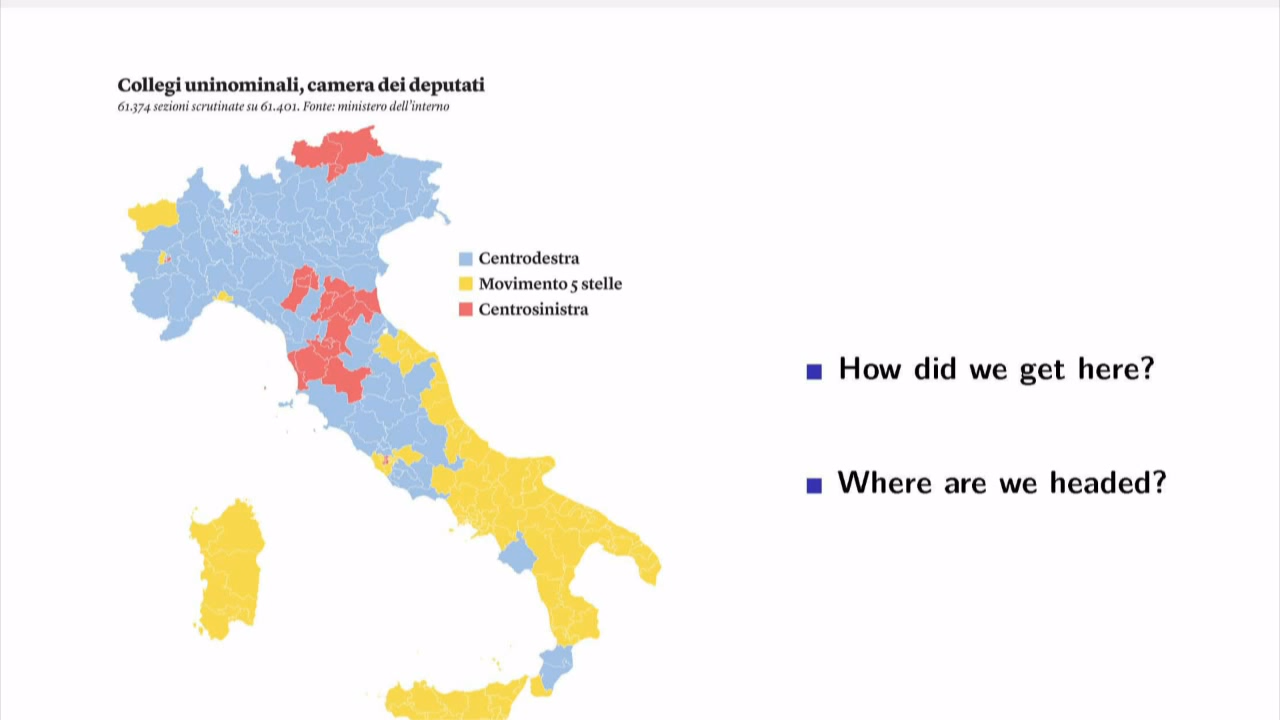 Collegi uninominali, camera dei deputati
61.374 sezioni scrutinate su 61.401. Fonte: ministero dell'interno
Centrodestra
Movimento 5 stelle
Centrosinistra
How did we get here?
Where are we headed?